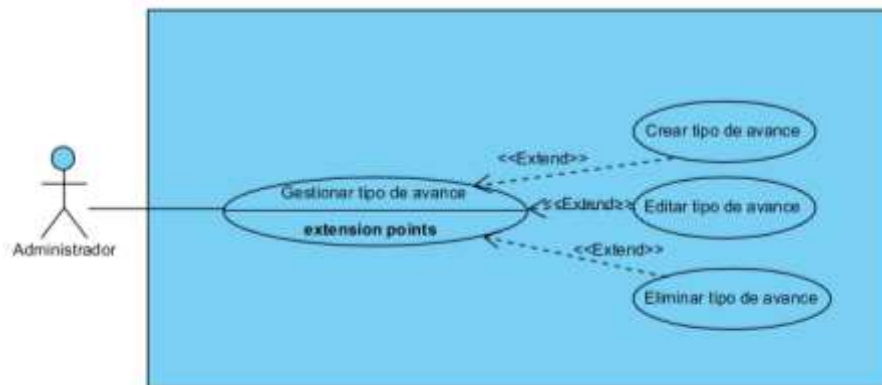 Crear tipo de avance
<<Extend>>
Gestionar tipo de avance
<<Extend>>
Editar tipo de avance
extension points
Administrador
<<Extend>>
Eliminar tipo de avance